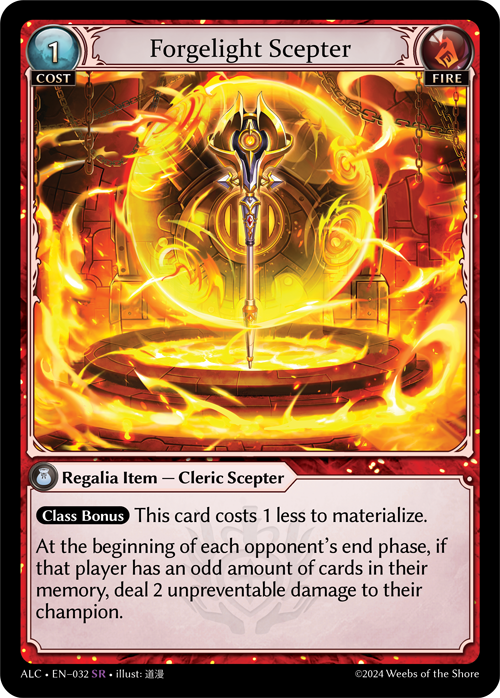 1
COST
Forgelight Scepter
FIRE
Regalia Item — Cleric Scepter
Class Bonus This card costs 1 less to materialize.
At the beginning of each opponent's end phase, if
that player has an odd amount of cards in their
memory, deal 2 unpreventable damage to their
champion.
ALC • EN–032 SR • illust: 道漫
©2024 Weebs of the Shore